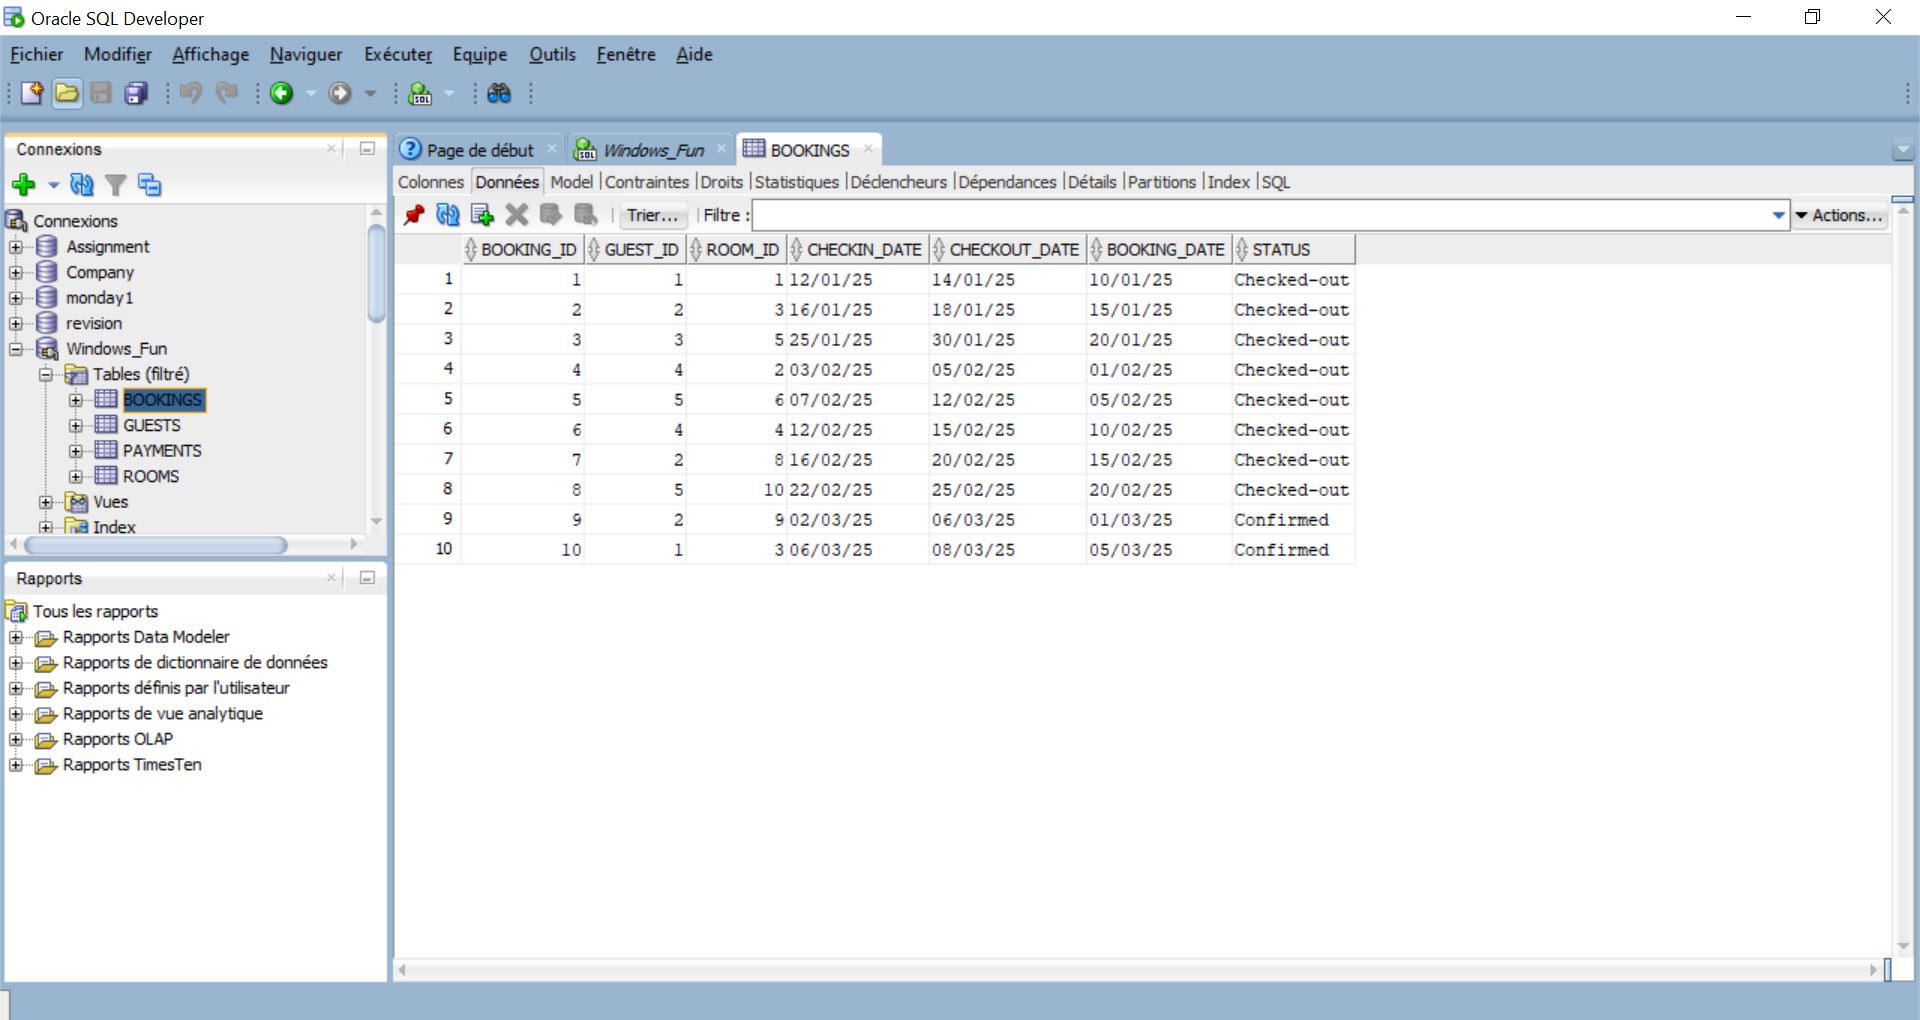 Oracle SQL Developer
Fichier Modifier Affichage Naviguer Exécuter Equipe Outils Fenêtre Aide
Connexions
Connexions
Assignment
Company
monday1
revision
Windows_Fun
Tables (filtré)
BOOKINGS
GUESTS
PAYMENTS
ROOMS
Vues
Index
Rapports
Tous les rapports
Rapports Data Modeler
Rapports de dictionnaire de données
Rapports définis par l'utilisateur
Rapports de vue analytique
Rapports OLAP
Rapports TimesTen
Page de début Windows_Fun BOOKINGS
Colonnes Données Model Contraintes Droits Statistiques Déclencheurs Dépendances Détails Partitions Index SQL
Trier... Filtre : Actions...
BOOKING_ID GUEST_ID ROOM_ID CHECKIN_DATE CHECKOUT_DATE BOOKING_DATE STATUS
1 1 1 1 12/01/25 14/01/25 10/01/25 Checked-out
2 2 2 3 16/01/25 18/01/25 15/01/25 Checked-out
3 3 3 5 25/01/25 30/01/25 20/01/25 Checked-out
4 4 4 2 03/02/25 05/02/25 01/02/25 Checked-out
5 5 5 6 07/02/25 12/02/25 05/02/25 Checked-out
6 6 4 4 12/02/25 15/02/25 10/02/25 Checked-out
7 7 2 8 16/02/25 20/02/25 15/02/25 Checked-out
8 8 5 10 22/02/25 25/02/25 20/02/25 Checked-out
9 9 2 9 02/03/25 06/03/25 01/03/25 Confirmed
10 10 1 3 06/03/25 08/03/25 05/03/25 Confirmed